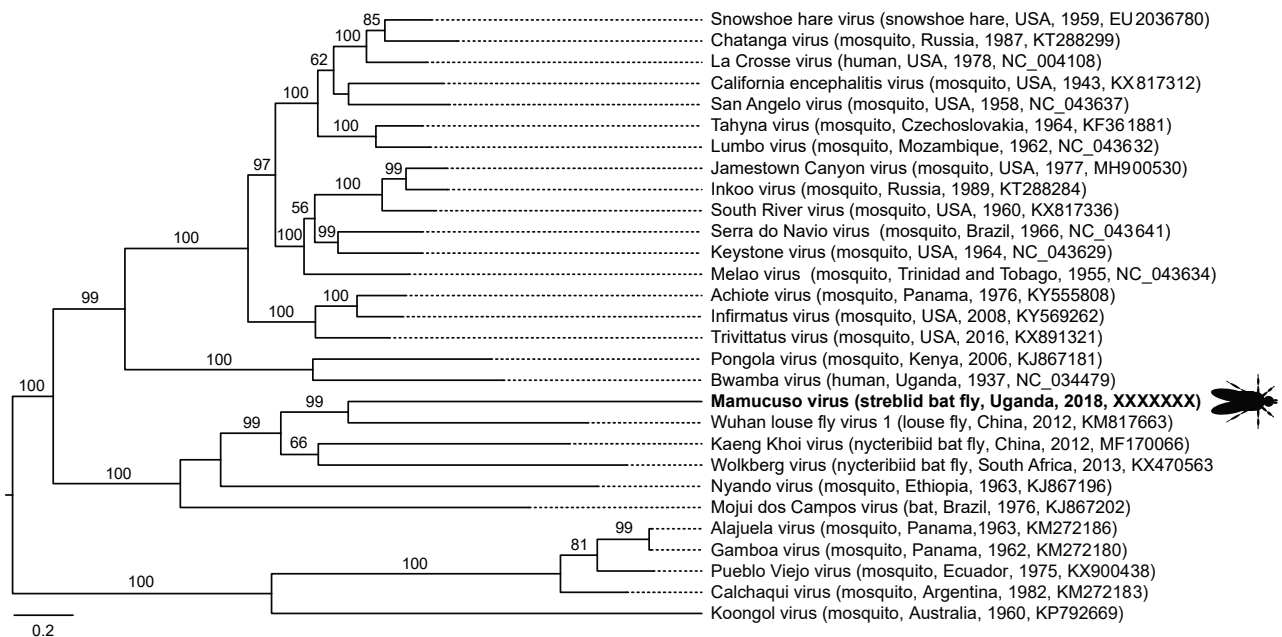 85
Snowshoe hare virus (snowshoe hare, USA, 1959, EU2036780)
100
Chatanga virus (mosquito, Russia, 1987, KT288299)
62
La Crosse virus (human, USA, 1978, NC_004108)
California encephalitis virus (mosquito, USA, 1943, KX817312)
100
San Angelo virus (mosquito, USA, 1958, NC_043637)
100
Tahyna virus (mosquito, Czechoslovakia, 1964, KF361881)
Lumbo virus (mosquito, Mozambique, 1962, NC_043632)
97
99
Jamestown Canyon virus (mosquito, USA, 1977, MH900530)
100
Inkoo virus (mosquito, Russia, 1989, KT288284)
56
South River virus (mosquito, USA, 1960, KX817336)
100
99
Serra do Navio virus (mosquito, Brazil, 1966, NC_043641)
100
Keystone virus (mosquito, USA, 1964, NC_043629)
Melao virus (mosquito, Trinidad and Tobago, 1955, NC_043634)
99
100
Achiote virus (mosquito, Panama, 1976, KY555808)
100
Infirmatus virus (mosquito, USA, 2008, KY569262)
Trivittatus virus (mosquito, USA, 2016, KX891321)
100
Pongola virus (mosquito, Kenya, 2006, KJ867181)
100
Bwamba virus (human, Uganda, 1937, NC_034479)
99
Mamucuso virus (streblid bat fly, Uganda, 2018, XXXXXXX)
99
Wuhan louse fly virus 1 (louse fly, China, 2012, KM817663)
66
Kaeng Khoi virus (nycteribiid bat fly, China, 2012, MF170066)
Wolkberg virus (nycteribiid bat fly, South Africa, 2013, KX470563
100
Nyando virus (mosquito, Ethiopia, 1963, KJ867196)
Mojui dos Campos virus (bat, Brazil, 1976, KJ867202)
99
Alajuela virus (mosquito, Panama,1963, KM272186)
81
Gamboa virus (mosquito, Panama, 1962, KM272180)
100
Pueblo Viejo virus (mosquito, Ecuador, 1975, KX900438)
100
Calchaqui virus (mosquito, Argentina, 1982, KM272183)
Koongol virus (mosquito, Australia, 1960, KP792669)
0.2